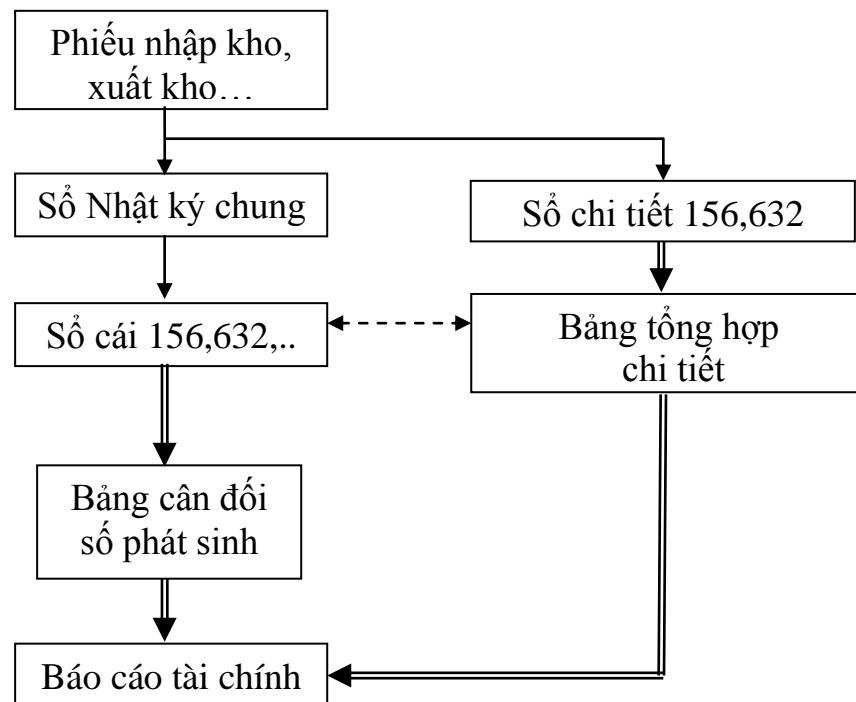 Phiếu nhập kho,
xuất kho…
Sổ Nhật ký chung
Sổ chi tiết 156,632
Sổ cái 156,632,..
Bảng tổng hợp
chi tiết
Bảng cân đối
số phát sinh
Báo cáo tài chính